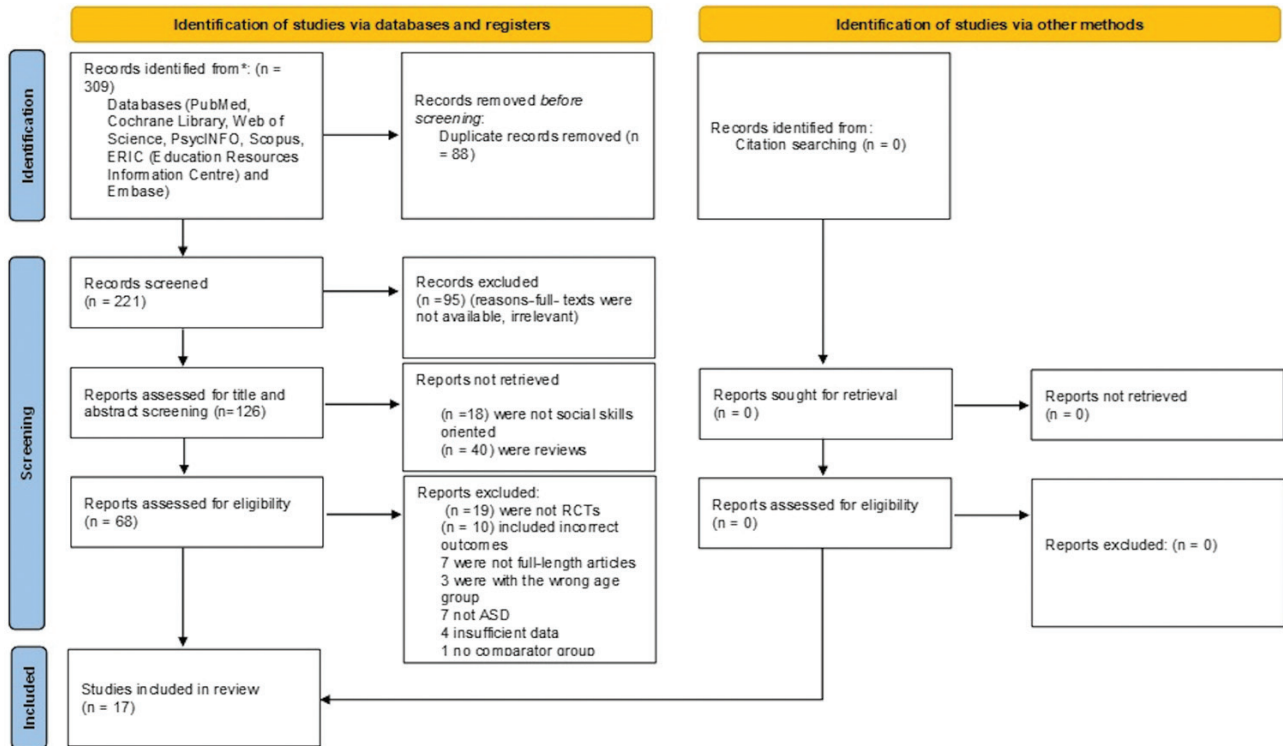 Identification of studies via databases and registers
Identification of studies via other methods
Identification
Records identified from*: (n =
309)
Databases (PubMed,
Cochrane Library, Web of
Science, PsycINFO, Scopus,
ERIC (Education Resources
Information Centre) and
Embase)
Records removed before
screening:
Duplicate records removed (n
= 88)
Records identified from:
Citation searching (n = 0)
Screening
Records screened
(n = 221)
Records excluded
(n =95) (reasons-full- texts were
not available, irrelevant)
Reports assessed for title and
abstract screening (n=126)
Reports not retrieved
(n =18) were not social skills
oriented
(n = 40) were reviews
Reports sought for retrieval
(n = 0)
Reports not retrieved
(n = 0)
Reports assessed for eligibility
(n = 68)
Reports excluded:
(n =19) were not RCTs
(n = 10) included incorrect
outcomes
7 were not full-length articles
3 were with the wrong age
group
7 not ASD
4 insufficient data
1 no comparator group
Reports assessed for eligibility
(n = 0)
Reports excluded: (n = 0)
Included
Studies included in review
(n = 17)